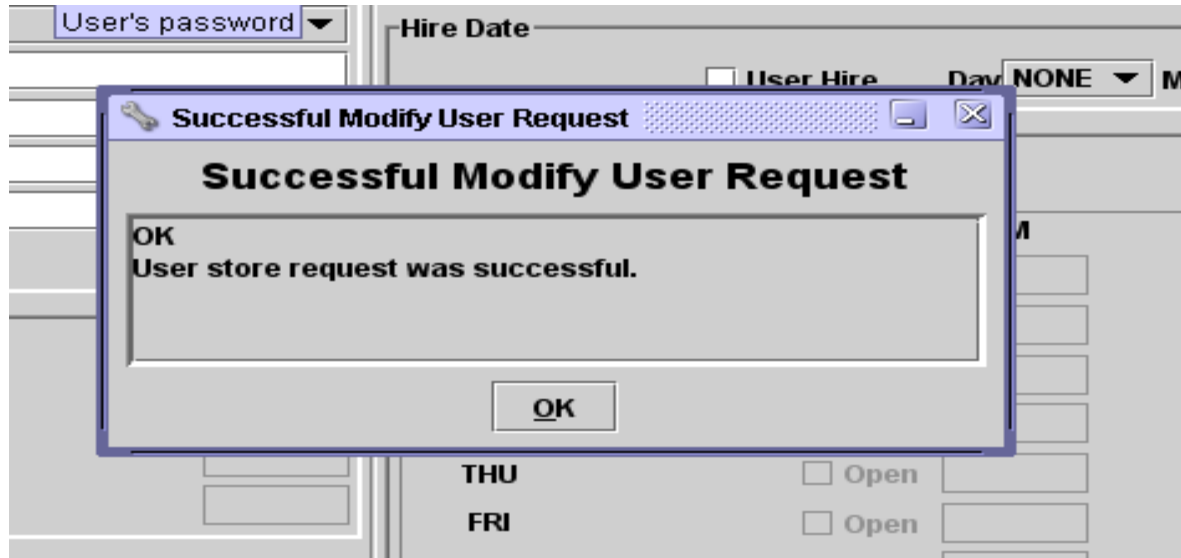 User's password
Hire Date
User Hire Day NONE M
Successful Modify User Request
Successful Modify User Request
OK
User store request was successful.
OK
THU Open
FRI Open